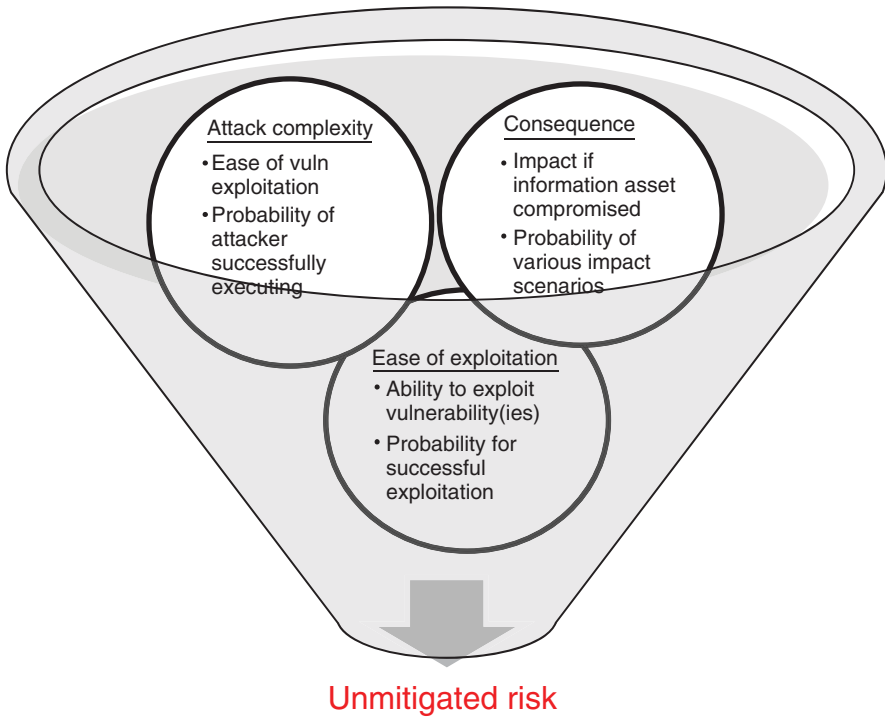 Attack complexity
•Ease of vuln
exploitation
•Probability of
attacker
successfully
executing
Consequence
• Impact if
information asset
compromised
• Probability of
various impact
scenarios
Ease of exploitation
• Ability to exploit
vulnerability(ies)
• Probability for
successful
exploitation
Unmitigated risk